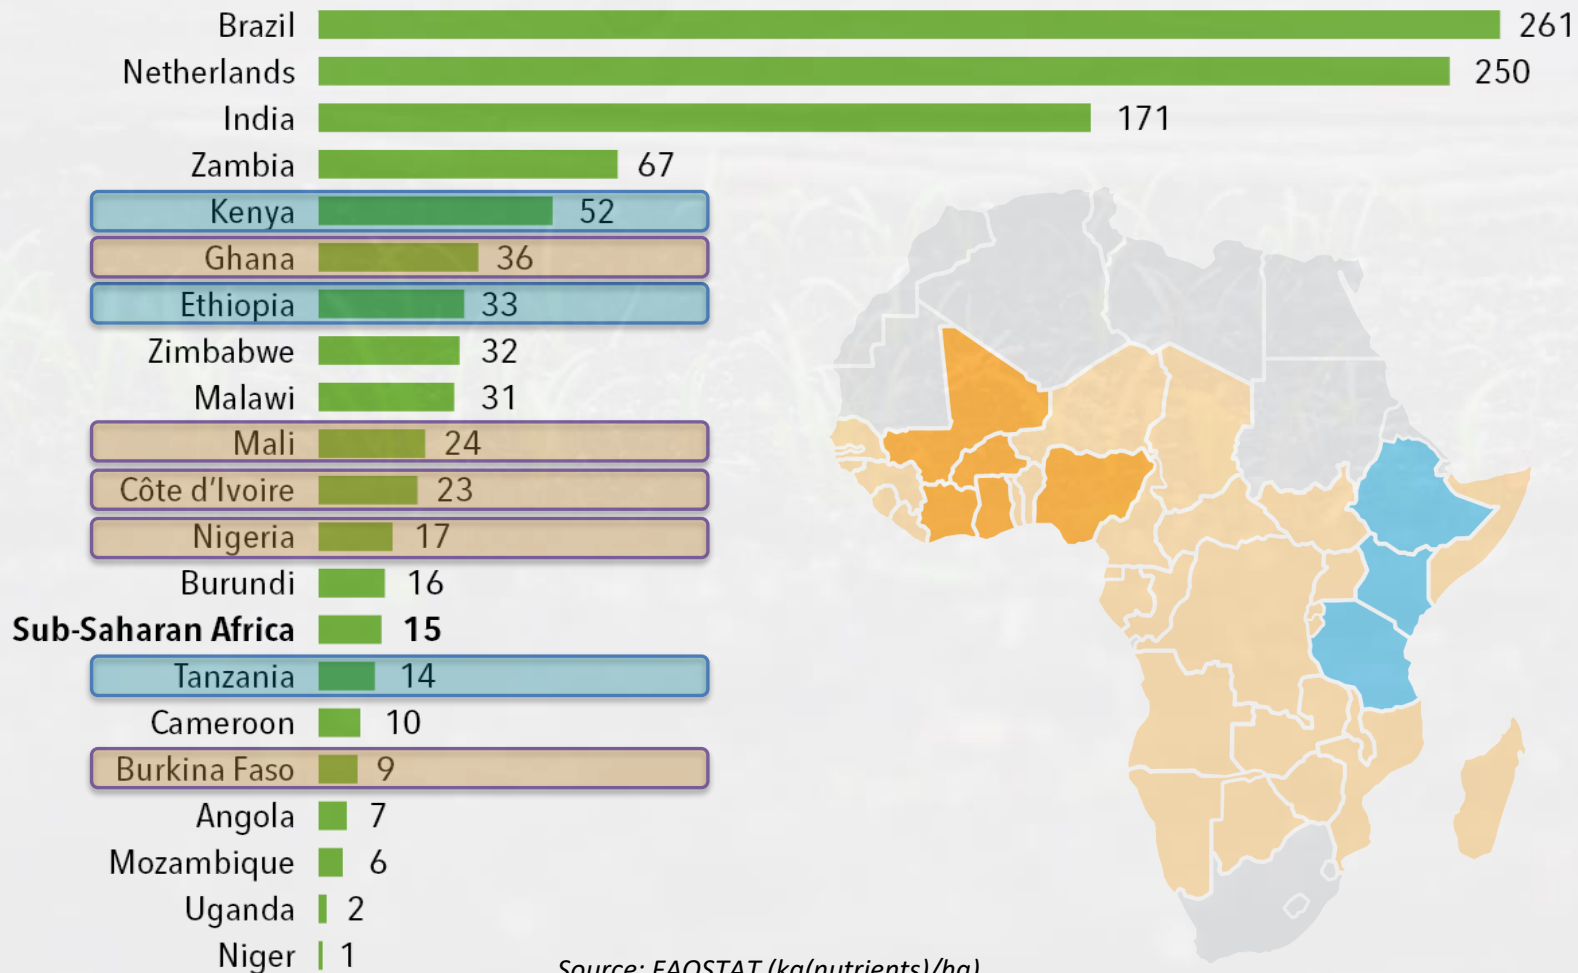 Brazil 261
Netherlands 250
India 171
Zambia 67
Kenya 52
Ghana 36
Ethiopia 33
Zimbabwe 32
Malawi 31
Mali 24
Côte d’Ivoire 23
Nigeria 17
Burundi 16
Sub-Saharan Africa 15
Tanzania 14
Cameroon 10
Burkina Faso 9
Angola 7
Mozambique 6
Uganda 2
Niger 1
Source: FAOSTAT (kg(nutrients)/ha)